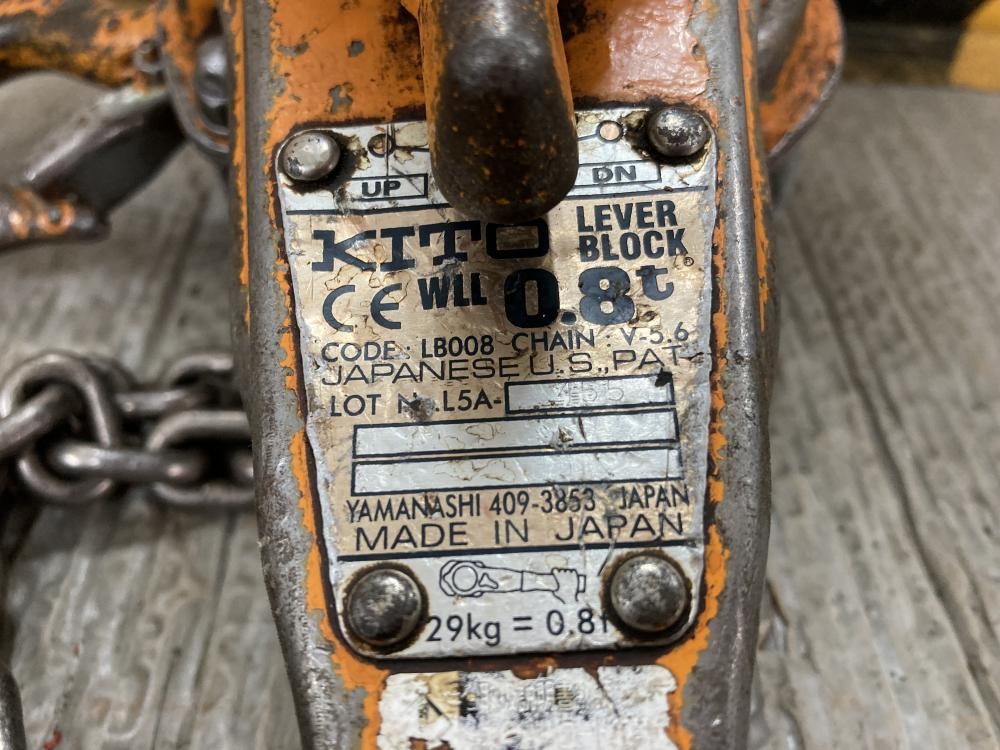 UP
DN
KITO LEVER BLOCK®
CE WLL 0.8t
CODE : LB008 CHAIN : V-5.6
JAPANESE U.S., PAT
LOT No.L5A-
YAMANASHI 409-3853 JAPAN
MADE IN JAPAN
29kg = 0.8t